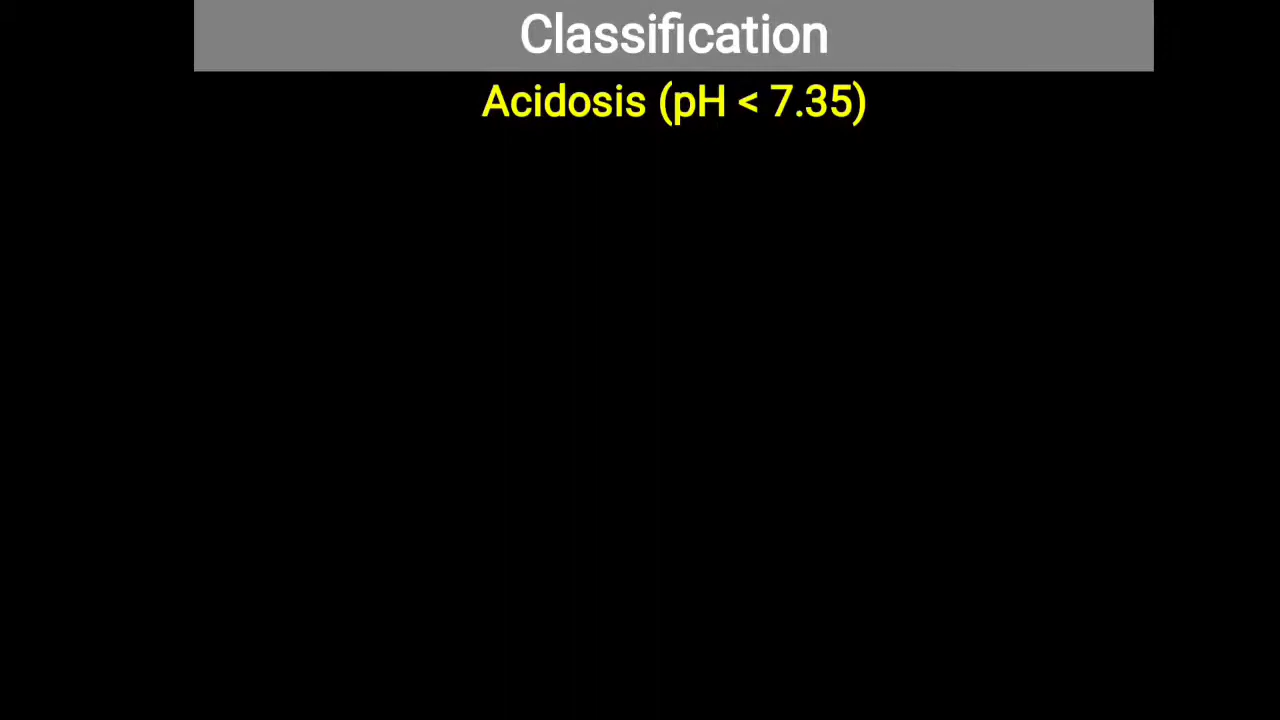 Classification
Acidosis (pH < 7.35)